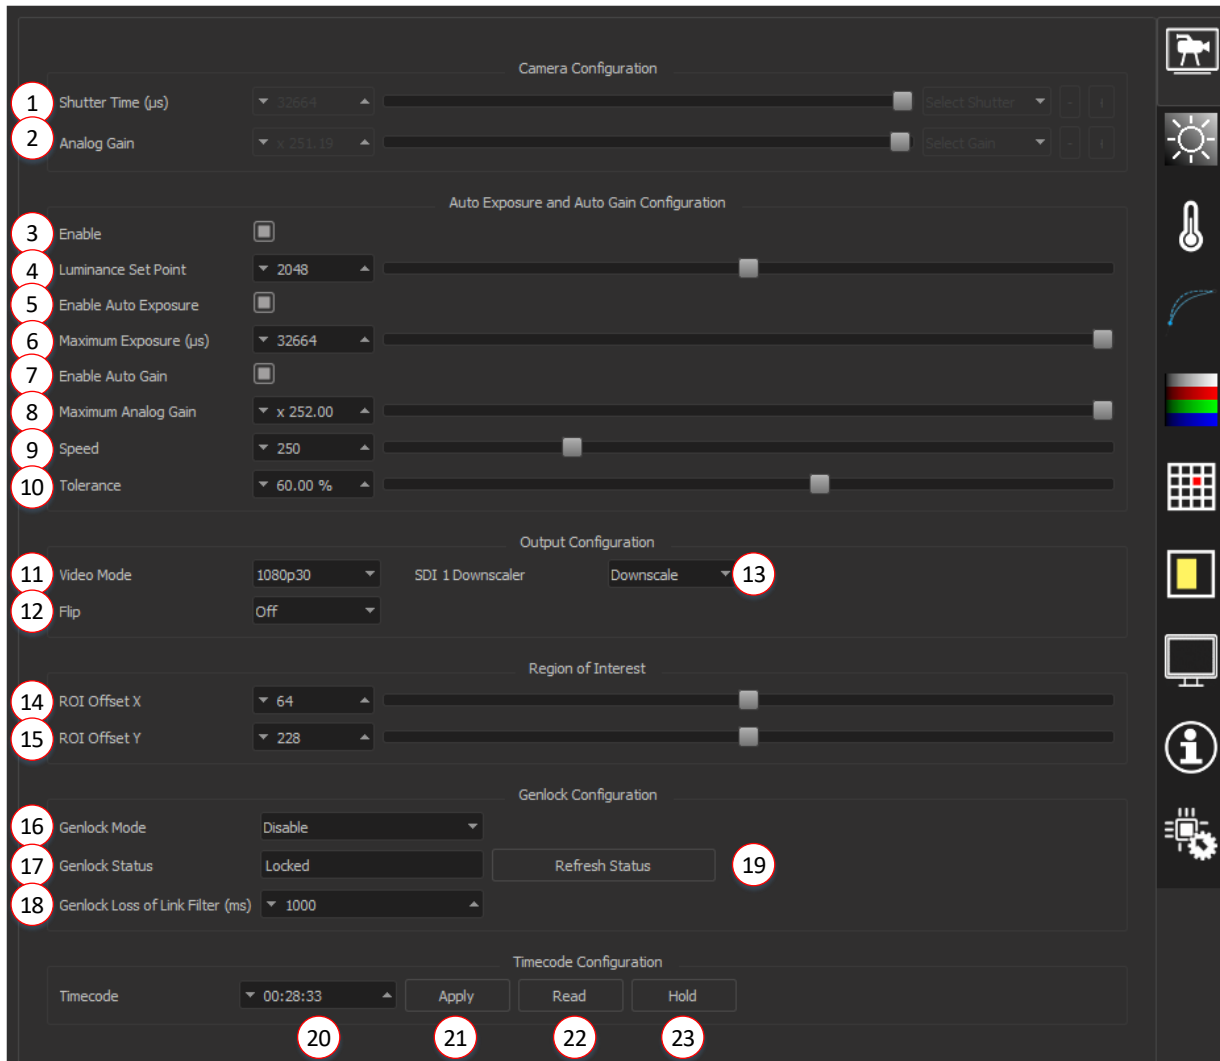 Camera Configuration
1 Shutter Time (µs) 32664 Select Shutter -
2 Analog Gain x 251.19 Select Gain -
Auto Exposure and Auto Gain Configuration
3 Enable
4 Luminance Set Point 2048
5 Enable Auto Exposure
6 Maximum Exposure (µs) 32664
7 Enable Auto Gain
8 Maximum Analog Gain x 252.00
9 Speed 250
10 Tolerance 60.00 %
Output Configuration
11 Video Mode 1080p30 SDI 1 Downscaler Downscale 13
12 Flip Off
Region of Interest
14 ROI Offset X 64
15 ROI Offset Y 228
Genlock Configuration
16 Genlock Mode Disable
17 Genlock Status Locked Refresh Status 19
18 Genlock Loss of Link Filter (ms) 1000
Timecode Configuration
Timecode 00:28:33 Apply Read Hold
20 21 22 23